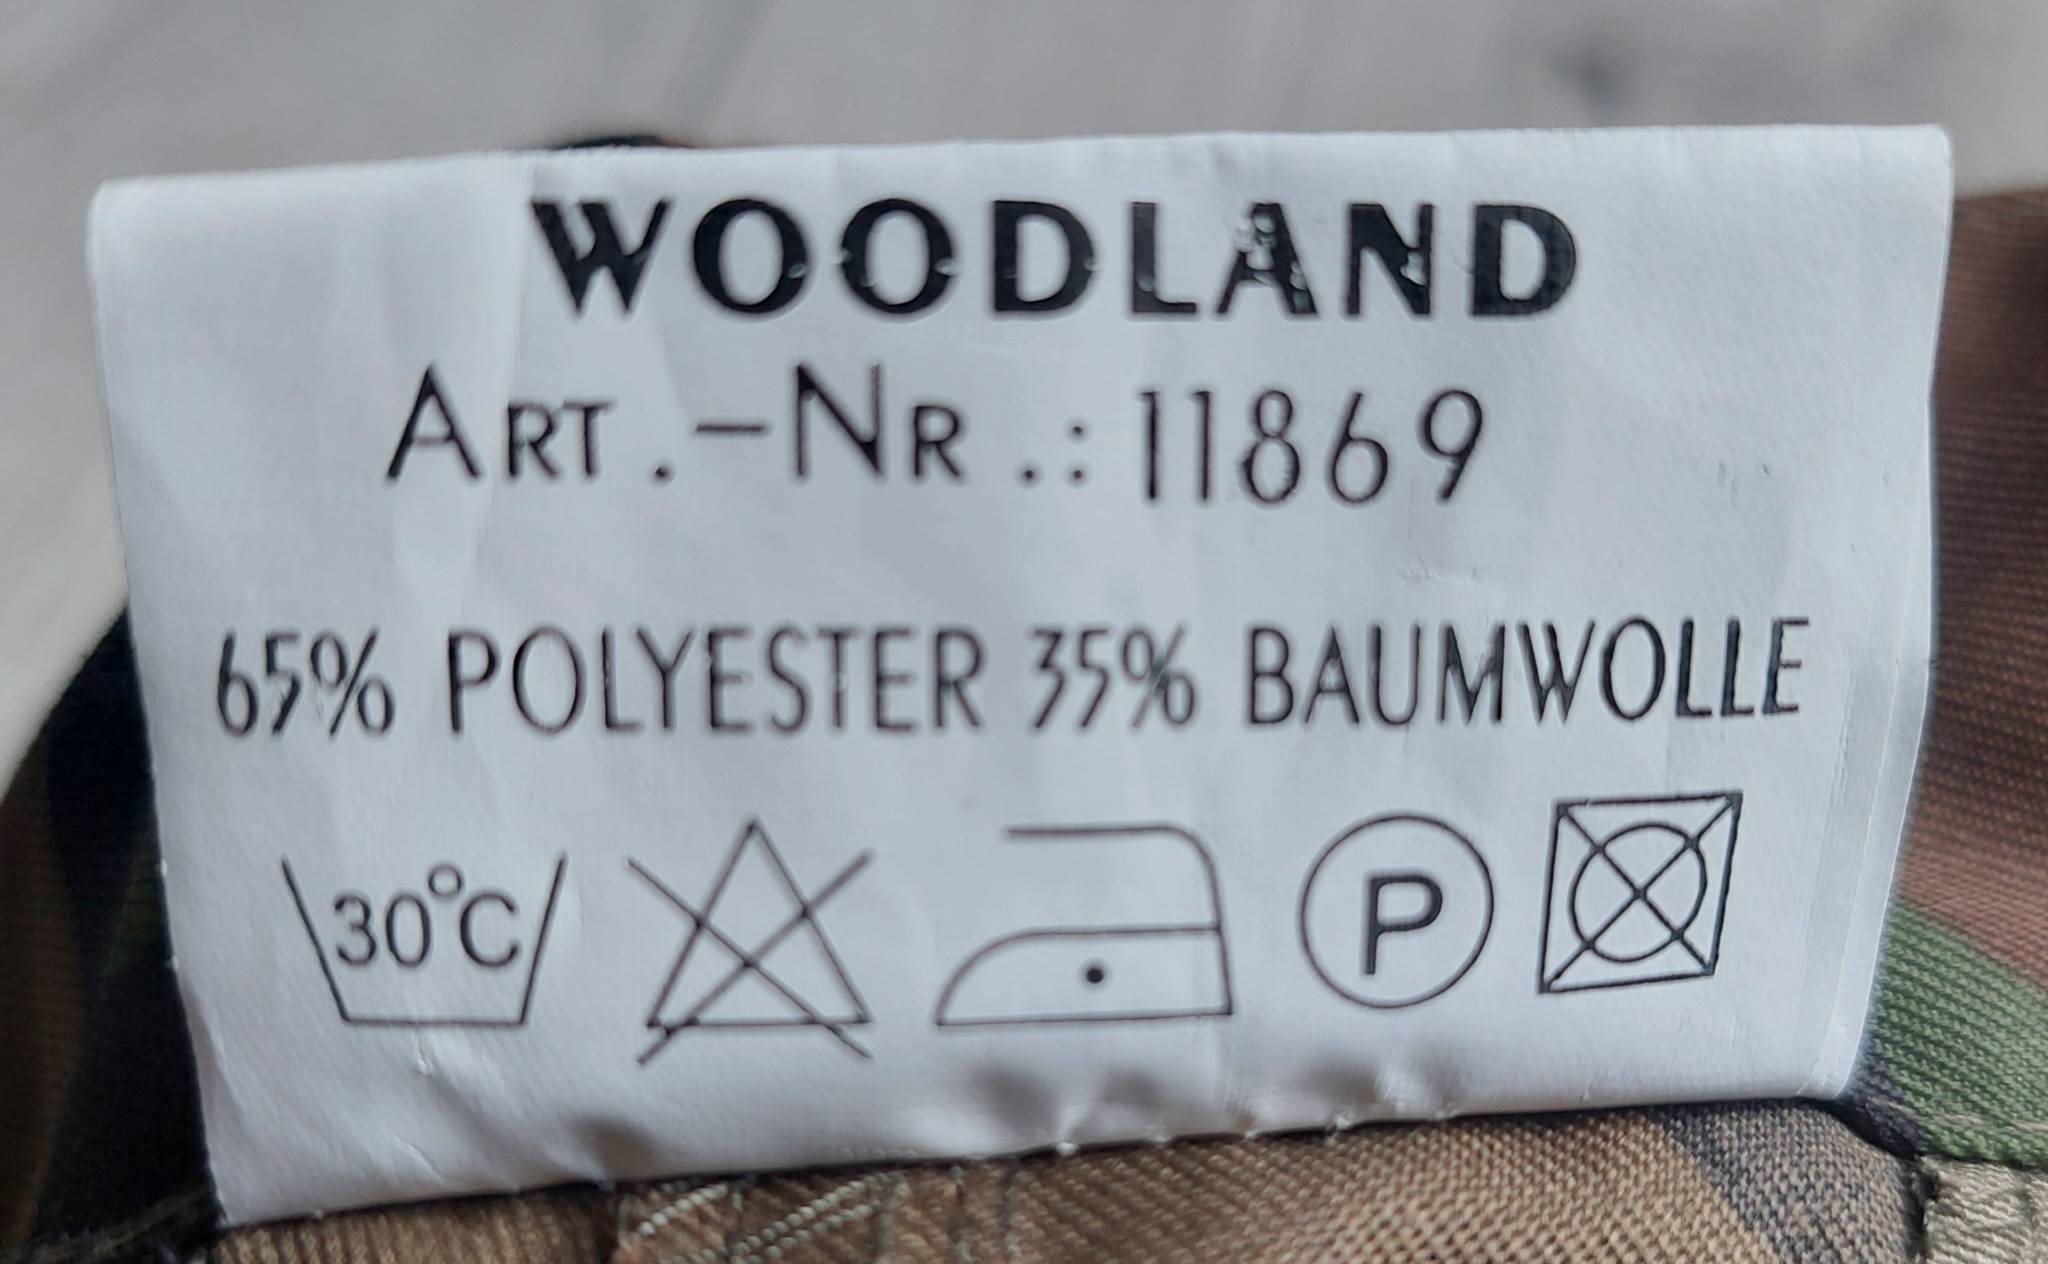 WOODLAND
ART.-NR.: 11869
65% POLYESTER 35% BAUMWOLLE
30°C P